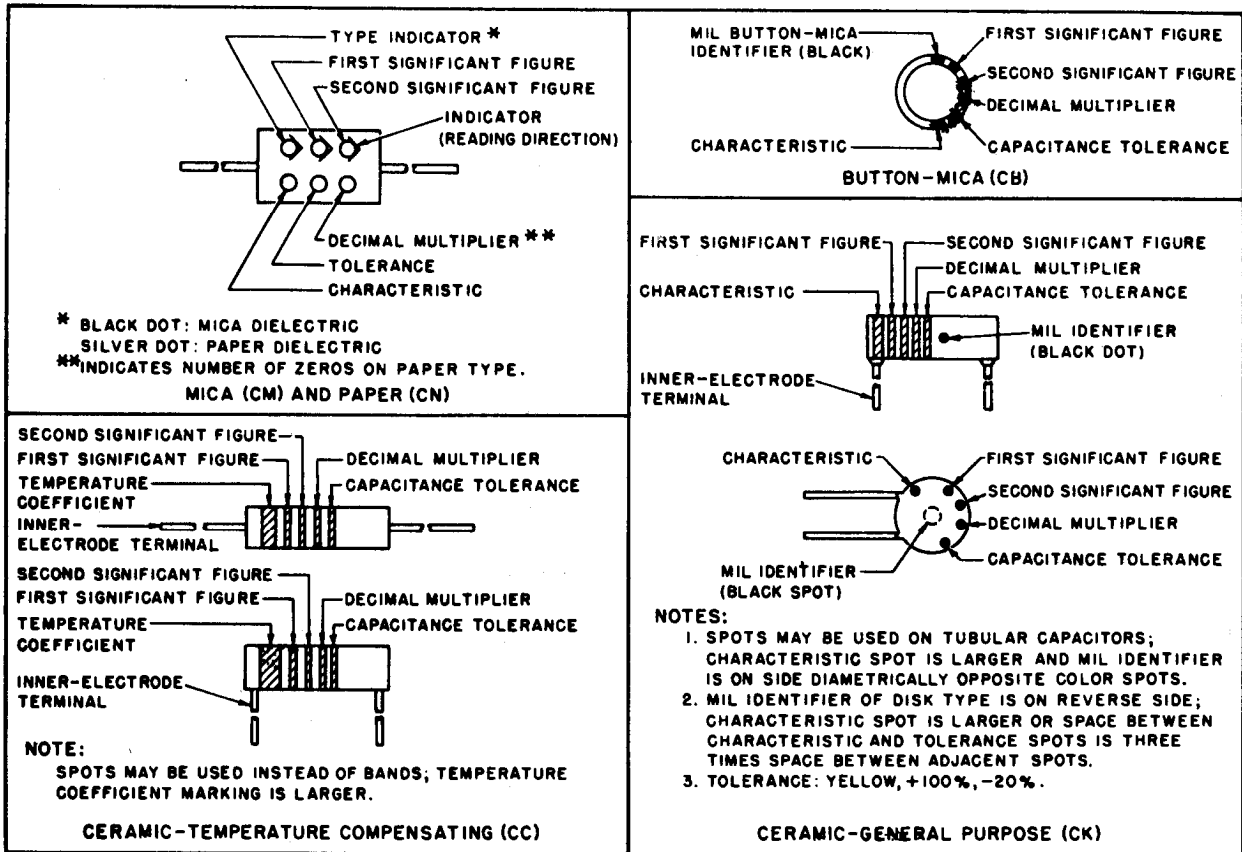 TYPE INDICATOR *
FIRST SIGNIFICANT FIGURE
SECOND SIGNIFICANT FIGURE
INDICATOR
(READING DIRECTION)
DECIMAL MULTIPLIER **
TOLERANCE
CHARACTERISTIC
* BLACK DOT: MICA DIELECTRIC
SILVER DOT: PAPER DIELECTRIC
**INDICATES NUMBER OF ZEROS ON PAPER TYPE.
MICA (CM) AND PAPER (CN)
MIL BUTTON-MICA
IDENTIFIER (BLACK)
FIRST SIGNIFICANT FIGURE
SECOND SIGNIFICANT FIGURE
DECIMAL MULTIPLIER
CHARACTERISTIC
CAPACITANCE TOLERANCE
BUTTON-MICA (CB)
SECOND SIGNIFICANT FIGURE
FIRST SIGNIFICANT FIGURE
DECIMAL MULTIPLIER
TEMPERATURE
COEFFICIENT
CAPACITANCE TOLERANCE
INNER-
ELECTRODE TERMINAL
SECOND SIGNIFICANT FIGURE
FIRST SIGNIFICANT FIGURE
DECIMAL MULTIPLIER
TEMPERATURE
COEFFICIENT
CAPACITANCE TOLERANCE
INNER-ELECTRODE
TERMINAL
NOTE:
SPOTS MAY BE USED INSTEAD OF BANDS; TEMPERATURE
COEFFICIENT MARKING IS LARGER.
CERAMIC-TEMPERATURE COMPENSATING (CC)
FIRST SIGNIFICANT FIGURE
SECOND SIGNIFICANT FIGURE
DECIMAL MULTIPLIER
CHARACTERISTIC
CAPACITANCE TOLERANCE
MIL IDENTIFIER
(BLACK DOT)
INNER-ELECTRODE
TERMINAL
CHARACTERISTIC
FIRST SIGNIFICANT FIGURE
SECOND SIGNIFICANT FIGURE
DECIMAL MULTIPLIER
CAPACITANCE TOLERANCE
MIL IDENTIFIER
(BLACK SPOT)
NOTES:
1. SPOTS MAY BE USED ON TUBULAR CAPACITORS;
CHARACTERISTIC SPOT IS LARGER AND MIL IDENTIFIER
IS ON SIDE DIAMETRICALLY OPPOSITE COLOR SPOTS.
2. MIL IDENTIFIER OF DISK TYPE IS ON REVERSE SIDE;
CHARACTERISTIC SPOT IS LARGER OR SPACE BETWEEN
CHARACTERISTIC AND TOLERANCE SPOTS IS THREE
TIMES SPACE BETWEEN ADJACENT SPOTS.
3. TOLERANCE: YELLOW, +100%, -20%.
CERAMIC-GENERAL PURPOSE (CK)